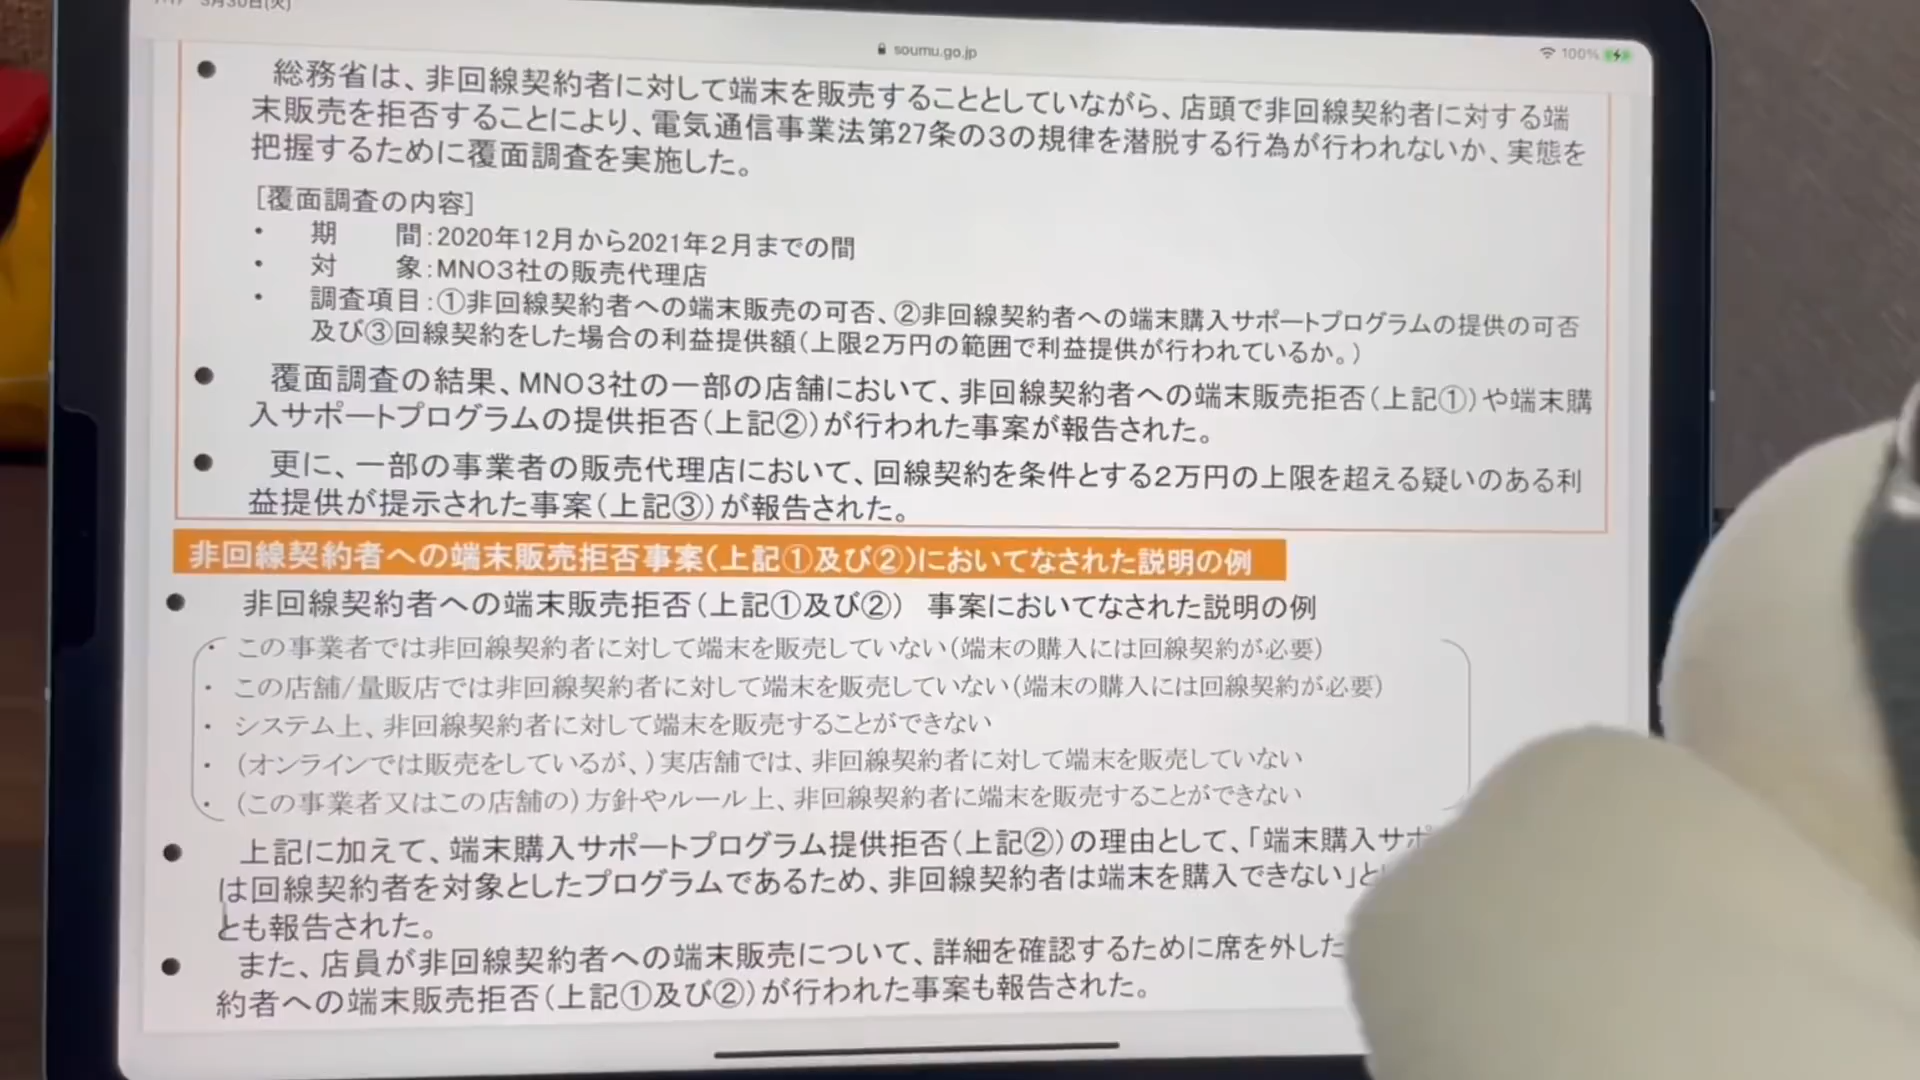 3月30日(火)
soumu.go.jp
100%
● 総務省は、非回線契約者に対して端末を販売することとしていながら、店頭で非回線契約者に対する端
末販売を拒否することにより、電気通信事業法第27条の3の規律を潜脱する行為が行われないか、実態を
把握するために覆面調査を実施した。
[覆面調査の内容]
・ 期 間:2020年12月から2021年2月までの間
・ 対 象:MNO3社の販売代理店
・ 調査項目:①非回線契約者への端末販売の可否、②非回線契約者への端末購入サポートプログラムの提供の可否
及び③回線契約をした場合の利益提供額(上限2万円の範囲で利益提供が行われているか。)
● 覆面調査の結果、MNO3社の一部の店舗において、非回線契約者への端末販売拒否(上記①)や端末購
入サポートプログラムの提供拒否(上記②)が行われた事案が報告された。
● 更に、一部の事業者の販売代理店において、回線契約を条件とする2万円の上限を超える疑いのある利
益提供が提示された事案(上記③)が報告された。
非回線契約者への端末販売拒否事案(上記①及び②)においてなされた説明の例
● 非回線契約者への端末販売拒否(上記①及び②) 事案においてなされた説明の例
・ この事業者では非回線契約者に対して端末を販売していない(端末の購入には回線契約が必要)
・ この店舗/量販店では非回線契約者に対して端末を販売していない(端末の購入には回線契約が必要)
・ システム上、非回線契約者に対して端末を販売することができない
・ (オンラインでは販売をしているが、)実店舗では、非回線契約者に対して端末を販売していない
・ (この事業者又はこの店舗の)方針やルール上、非回線契約者に端末を販売することができない
● 上記に加えて、端末購入サポートプログラム提供拒否(上記②)の理由として、「端末購入サポ
は回線契約者を対象としたプログラムであるため、非回線契約者は端末を購入できない」と
とも報告された。
● また、店員が非回線契約者への端末販売について、詳細を確認するために席を外した
約者への端末販売拒否(上記①及び②)が行われた事案も報告された。